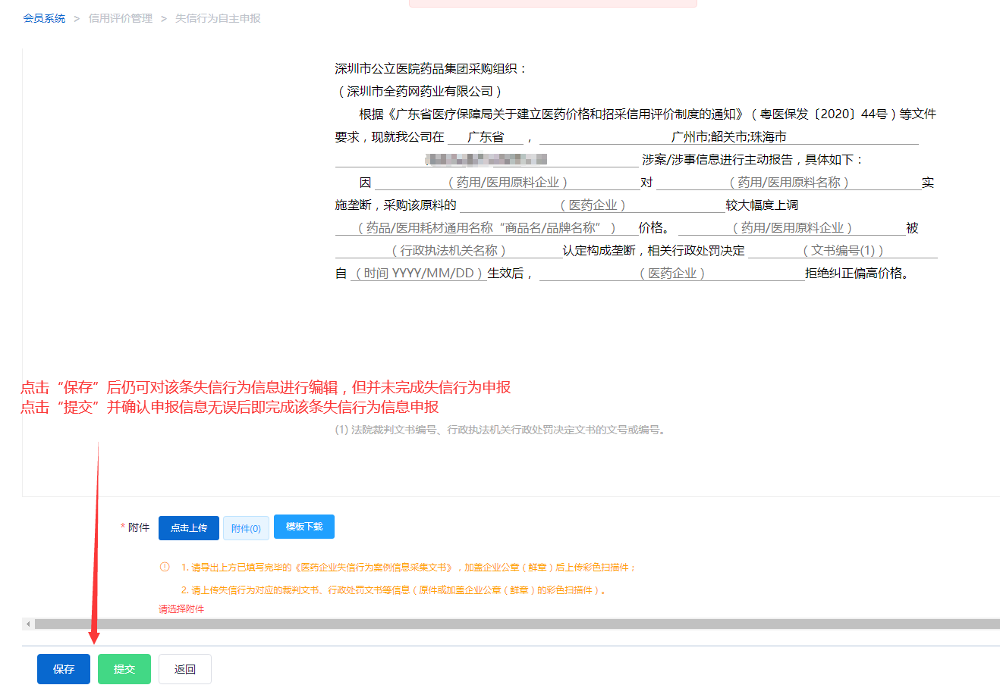 会员系统 > 信用评价管理 > 失信行为自主申报
深圳市公立医院药品集团采购组织：
（深圳市全药网药业有限公司）
根据《广东省医疗保障局关于建立医药价格和招采信用评价制度的通知》（粤医保发〔2020〕44号）等文件
要求，现就我公司在 广东省 ， 广州市;韶关市;珠海市
涉案/涉事信息进行主动报告，具体如下：
因 （药用/医用原料企业） 对 （药用/医用原料名称） 实
施垄断，采购该原料的 （医药企业） 较大幅度上调
（药品/医用耗材通用名称“商品名/品牌名称” ） 价格。 （药用/医用原料企业） 被
（行政执法机关名称） 认定构成垄断，相关行政处罚决定 （文书编号(1)）
自 （时间 YYYY/MM/DD）生效后， （医药企业） 拒绝纠正偏高价格。
点击“保存”后仍可对该条失信行为信息进行编辑，但并未完成失信行为申报
点击“提交”并确认申报信息无误后即完成该条失信行为信息申报
(1) 法院裁判文书编号、行政执法机关行政处罚决定文书的文号或编号。
* 附件 点击上传 附件(0) 模板下载
1. 请导出上方已填写完毕的《医药企业失信行为案例信息采集文书》，加盖企业公章（鲜章）后上传彩色扫描件；
2. 请上传失信行为对应的裁判文书、行政处罚文书等信息（原件或加盖企业公章（鲜章）的彩色扫描件）。
请选择附件
保存 提交 返回